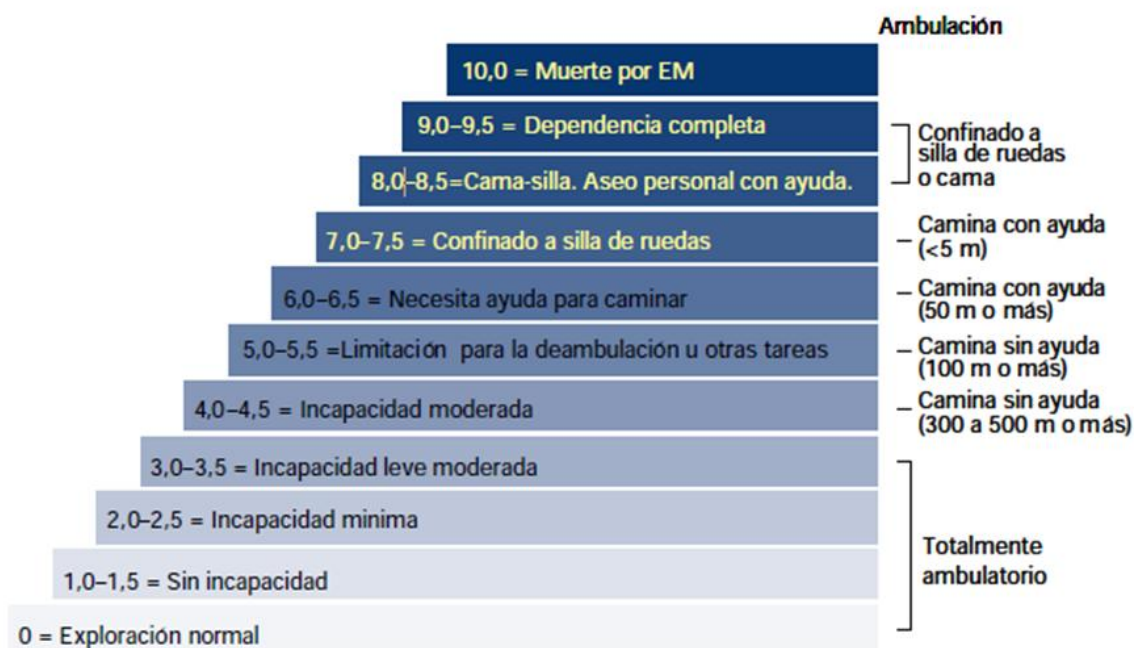 Ambulación
10,0 = Muerte por EM
9,0–9,5 = Dependencia completa
8,0–8,5=Cama-silla. Aseo personal con ayuda.
Confinado a
silla de ruedas
o cama
7,0–7,5 = Confinado a silla de ruedas
Camina con ayuda
(<5 m)
6,0–6,5 = Necesita ayuda para caminar
Camina con ayuda
(50 m o más)
5,0–5,5 =Limitación para la deambulación u otras tareas
Camina sin ayuda
(100 m o más)
4,0–4,5 = Incapacidad moderada
Camina sin ayuda
(300 a 500 m o más)
3,0–3,5 = Incapacidad leve moderada
2,0–2,5 = Incapacidad minima
1,0–1,5 = Sin incapacidad
0 = Exploración normal
Totalmente
ambulatorio